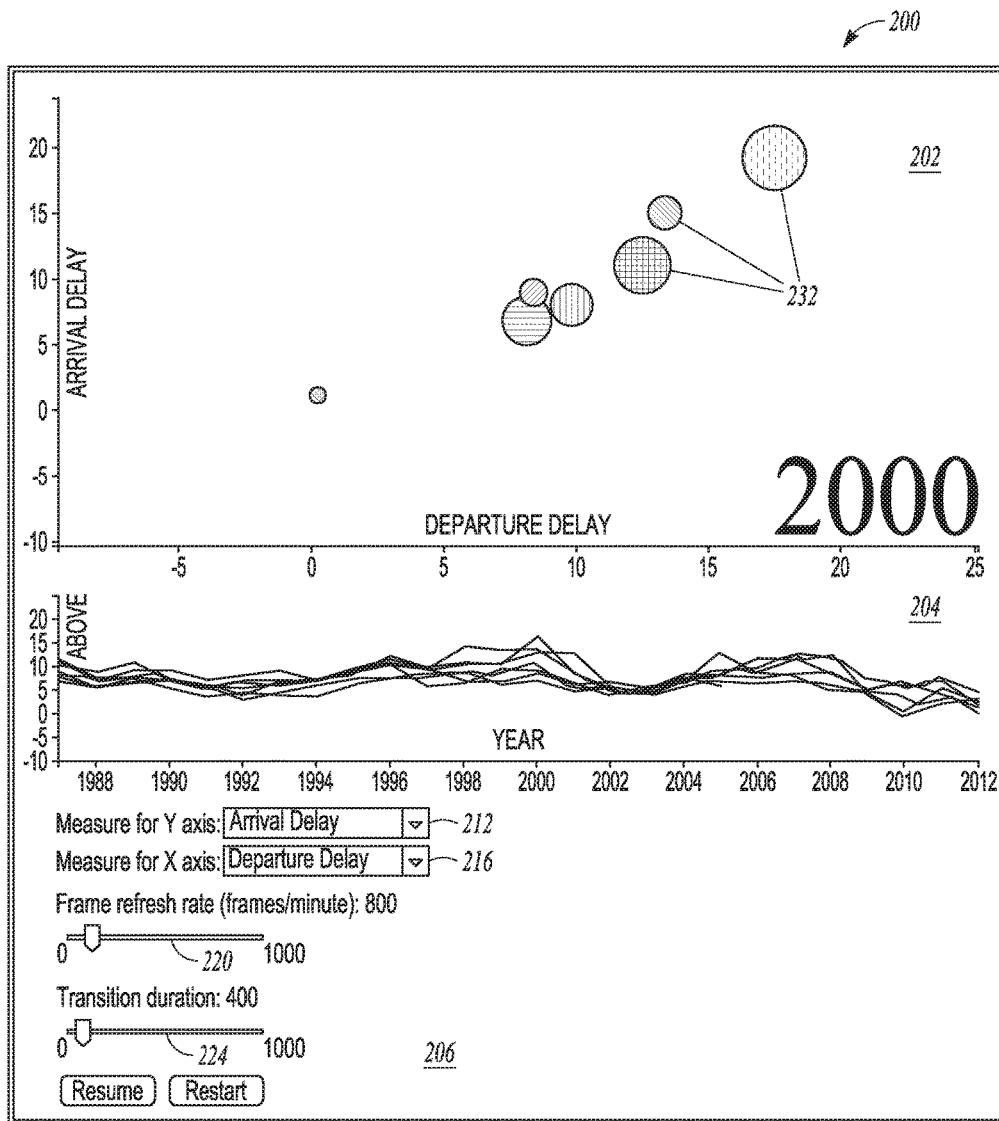 200
202
20
15
10
5
0
-5
-10
ARRIVAL DELAY
232
2000
DEPARTURE DELAY
-5 0 5 10 15 20 25
204
ABOVE
20
15
10
5
0
-5
-10
YEAR
1988 1990 1992 1994 1996 1998 2000 2002 2004 2006 2008 2010 2012
Measure for Y axis: Arrival Delay 212
Measure for X axis: Departure Delay 216
Frame refresh rate (frames/minute): 800
0 220 1000
Transition duration: 400
0 224 1000
206
Resume Restart